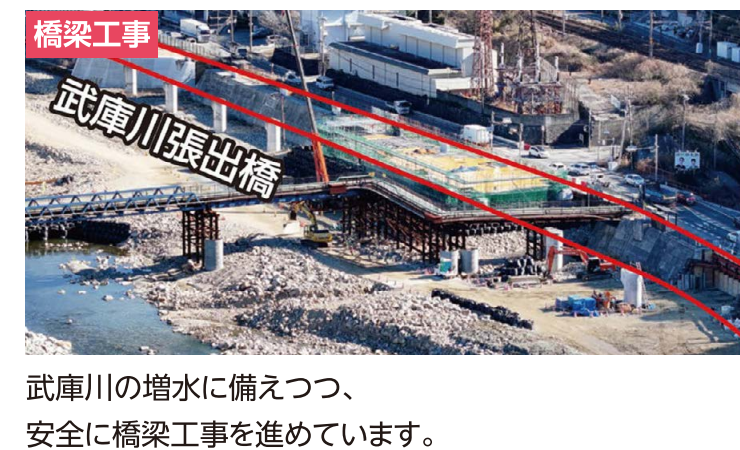 橋梁工事
武庫川張出橋
武庫川の増水に備えつつ、
安全に橋梁工事を進めています。